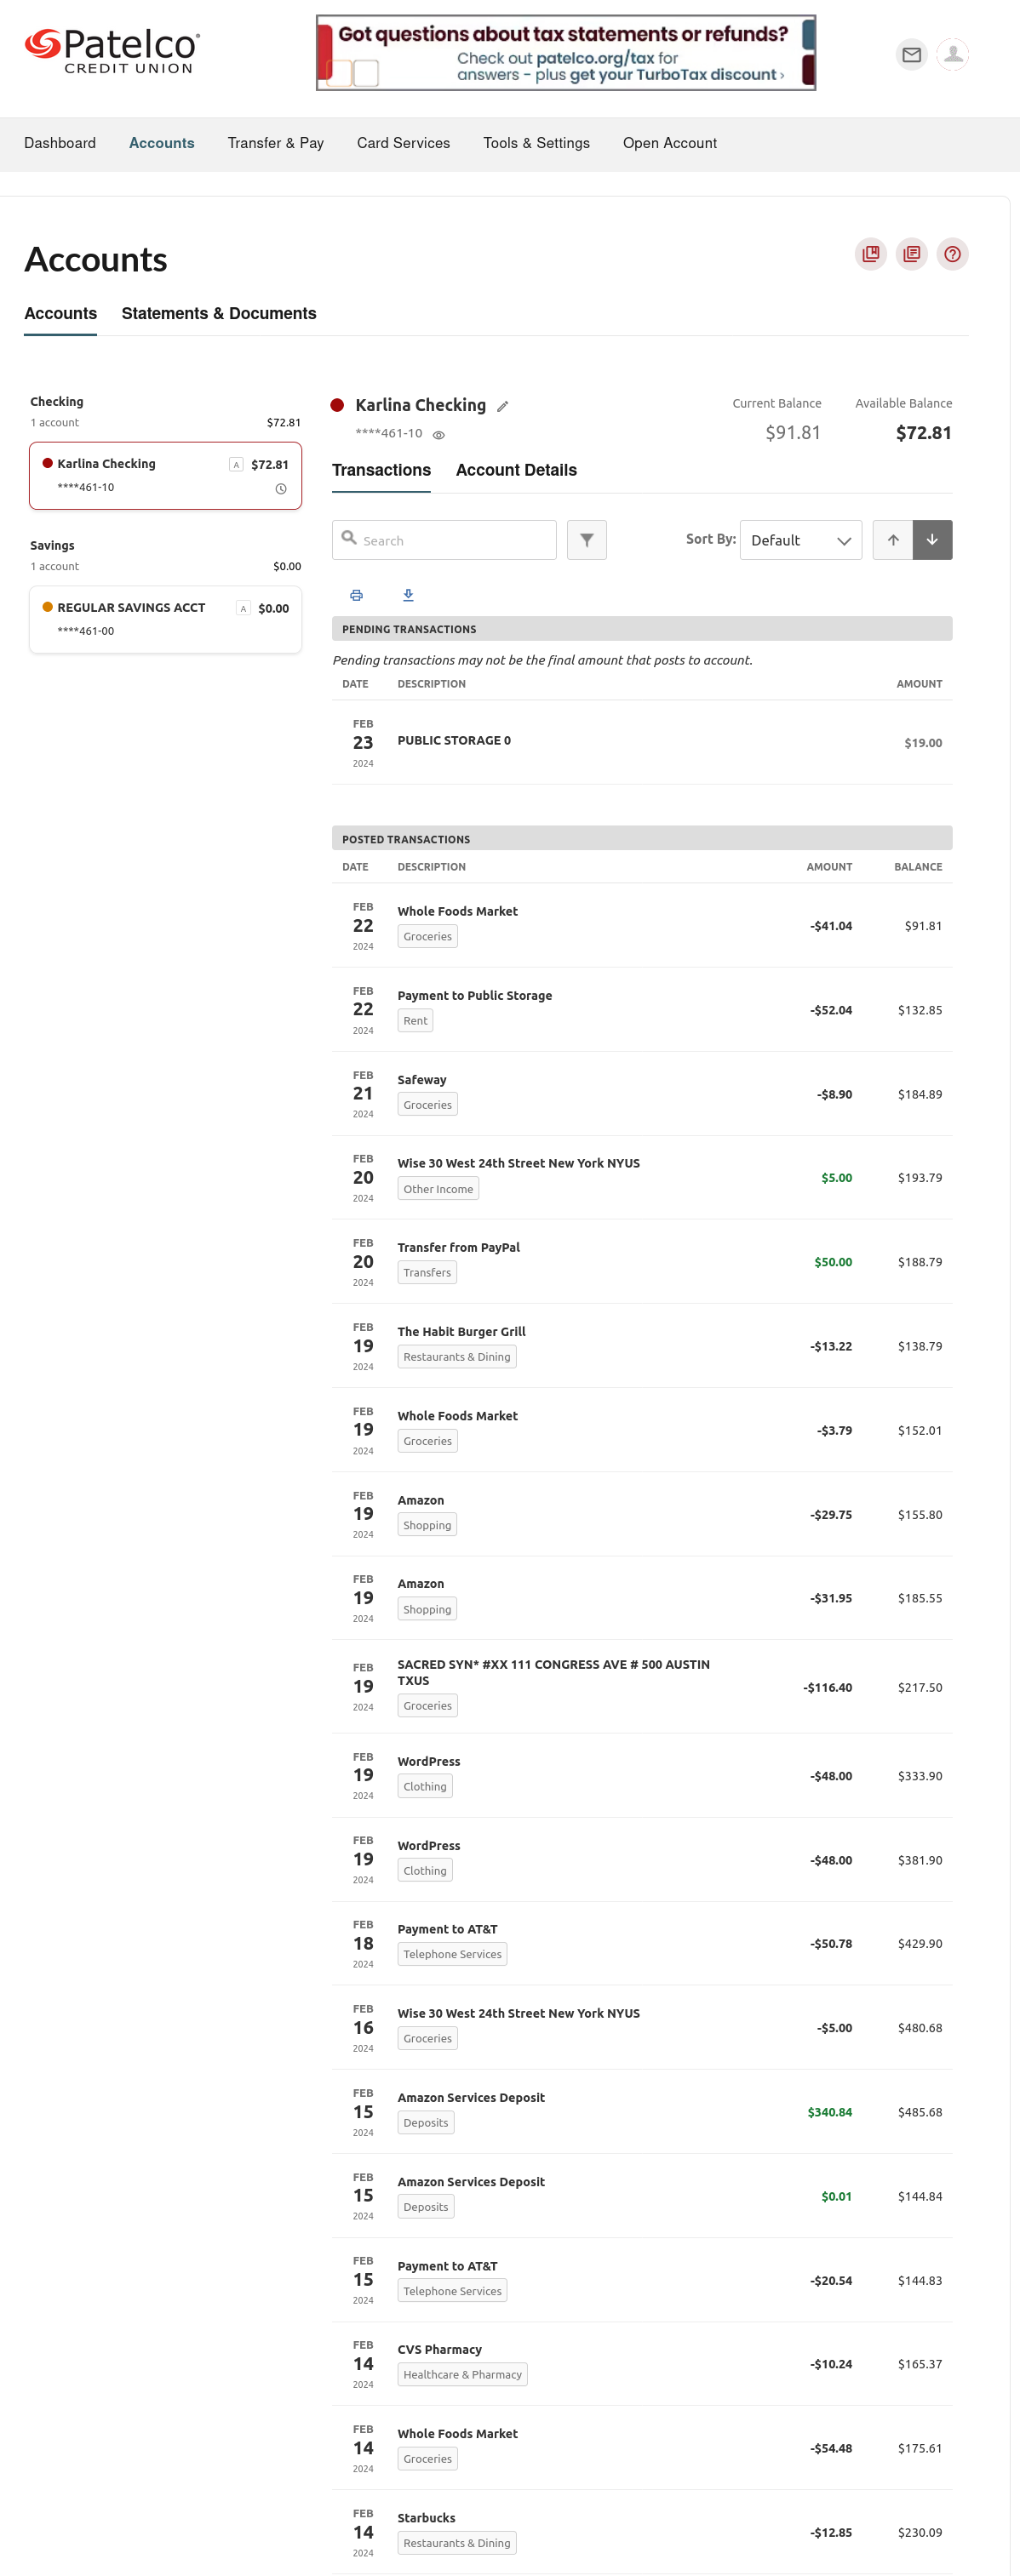 Patelco
CREDIT UNION
Got questions about tax statements or refunds?
Check out patelco.org/tax for
answers - plus get your TurboTax discount ›
Dashboard Accounts Transfer & Pay Card Services Tools & Settings Open Account
Accounts
Accounts Statements & Documents
Checking
1 account $72.81
Karlina Checking A $72.81
****461-10
Savings
1 account $0.00
REGULAR SAVINGS ACCT A $0.00
****461-00
Karlina Checking
****461-10
Current Balance
$91.81
Available Balance
$72.81
Transactions Account Details
Search
Sort By: Default
PENDING TRANSACTIONS
Pending transactions may not be the final amount that posts to account.
DATE DESCRIPTION AMOUNT
FEB
23
2024
PUBLIC STORAGE 0
$19.00
POSTED TRANSACTIONS
DATE DESCRIPTION AMOUNT BALANCE
FEB
22
2024
Whole Foods Market
Groceries
-$41.04 $91.81
FEB
22
2024
Payment to Public Storage
Rent
-$52.04 $132.85
FEB
21
2024
Safeway
Groceries
-$8.90 $184.89
FEB
20
2024
Wise 30 West 24th Street New York NYUS
Other Income
$5.00 $193.79
FEB
20
2024
Transfer from PayPal
Transfers
$50.00 $188.79
FEB
19
2024
The Habit Burger Grill
Restaurants & Dining
-$13.22 $138.79
FEB
19
2024
Whole Foods Market
Groceries
-$3.79 $152.01
FEB
19
2024
Amazon
Shopping
-$29.75 $155.80
FEB
19
2024
Amazon
Shopping
-$31.95 $185.55
FEB
19
2024
SACRED SYN* #XX 111 CONGRESS AVE # 500 AUSTIN
TXUS
Groceries
-$116.40 $217.50
FEB
19
2024
WordPress
Clothing
-$48.00 $333.90
FEB
19
2024
WordPress
Clothing
-$48.00 $381.90
FEB
18
2024
Payment to AT&T
Telephone Services
-$50.78 $429.90
FEB
16
2024
Wise 30 West 24th Street New York NYUS
Groceries
-$5.00 $480.68
FEB
15
2024
Amazon Services Deposit
Deposits
$340.84 $485.68
FEB
15
2024
Amazon Services Deposit
Deposits
$0.01 $144.84
FEB
15
2024
Payment to AT&T
Telephone Services
-$20.54 $144.83
FEB
14
2024
CVS Pharmacy
Healthcare & Pharmacy
-$10.24 $165.37
FEB
14
2024
Whole Foods Market
Groceries
-$54.48 $175.61
FEB
14
2024
Starbucks
Restaurants & Dining
-$12.85 $230.09